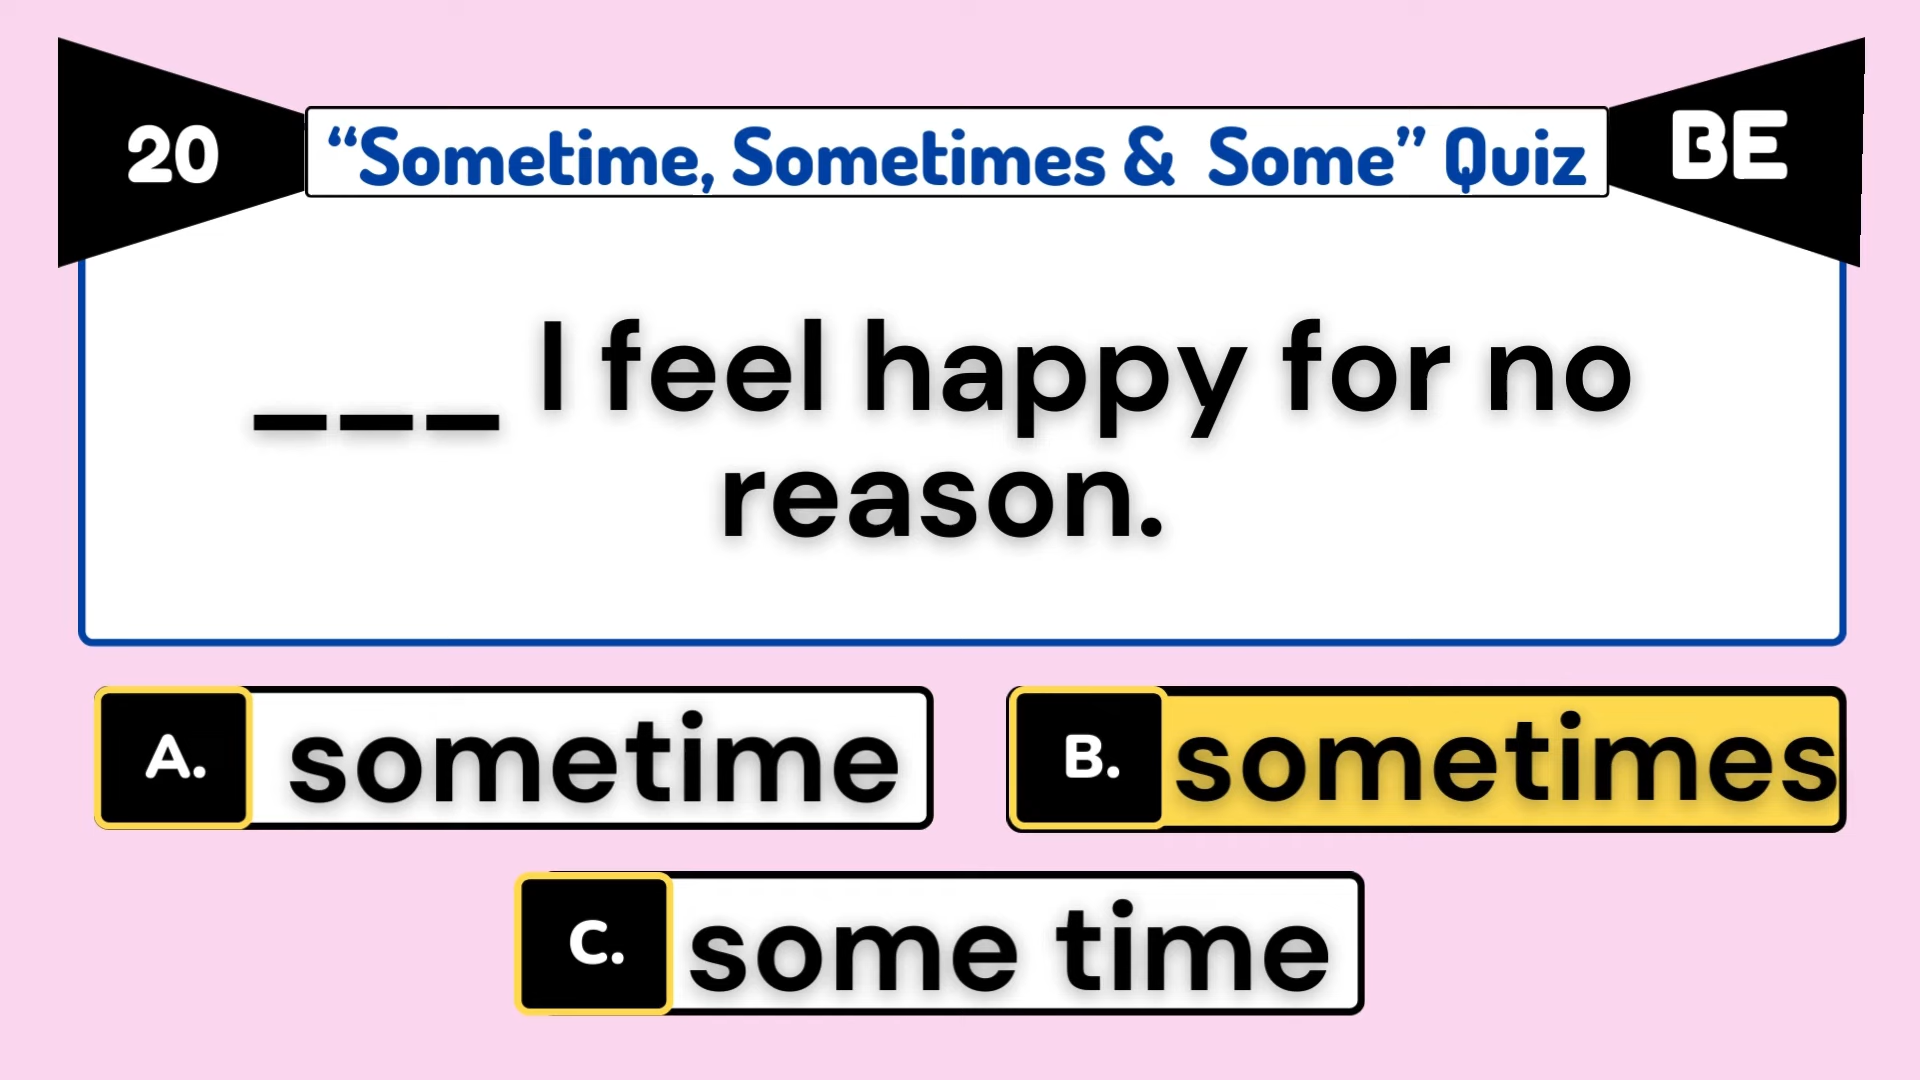 20
“Sometime, Sometimes & Some” Quiz
BE
___ I feel happy for no
reason.
A. sometime
B. sometimes
C. some time